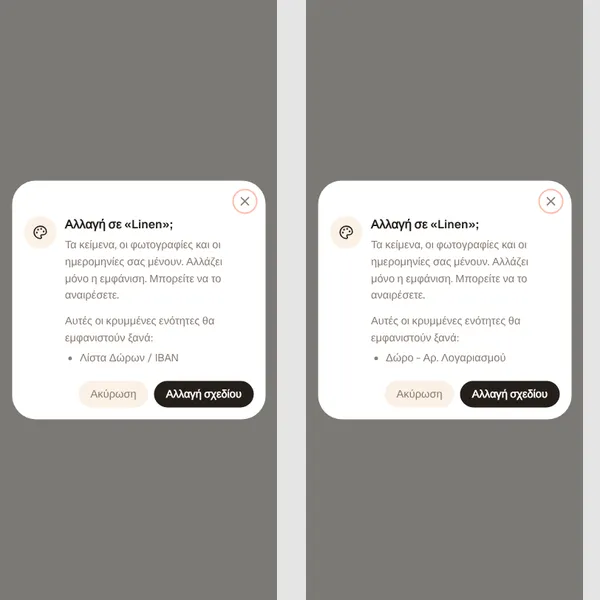 Αλλαγή σε «Linen»;
Τα κείμενα, οι φωτογραφίες και οι
ημερομηνίες σας μένουν. Αλλάζει
μόνο η εμφάνιση. Μπορείτε να το
αναιρέσετε.
Αυτές οι κρυμμένες ενότητες θα
εμφανιστούν ξανά:
• Λίστα Δώρων / IBAN
Ακύρωση
Αλλαγή σχεδίου
Αλλαγή σε «Linen»;
Τα κείμενα, οι φωτογραφίες και οι
ημερομηνίες σας μένουν. Αλλάζει
μόνο η εμφάνιση. Μπορείτε να το
αναιρέσετε.
Αυτές οι κρυμμένες ενότητες θα
εμφανιστούν ξανά:
• Δώρο - Αρ. Λογαριασμού
Ακύρωση
Αλλαγή σχεδίου